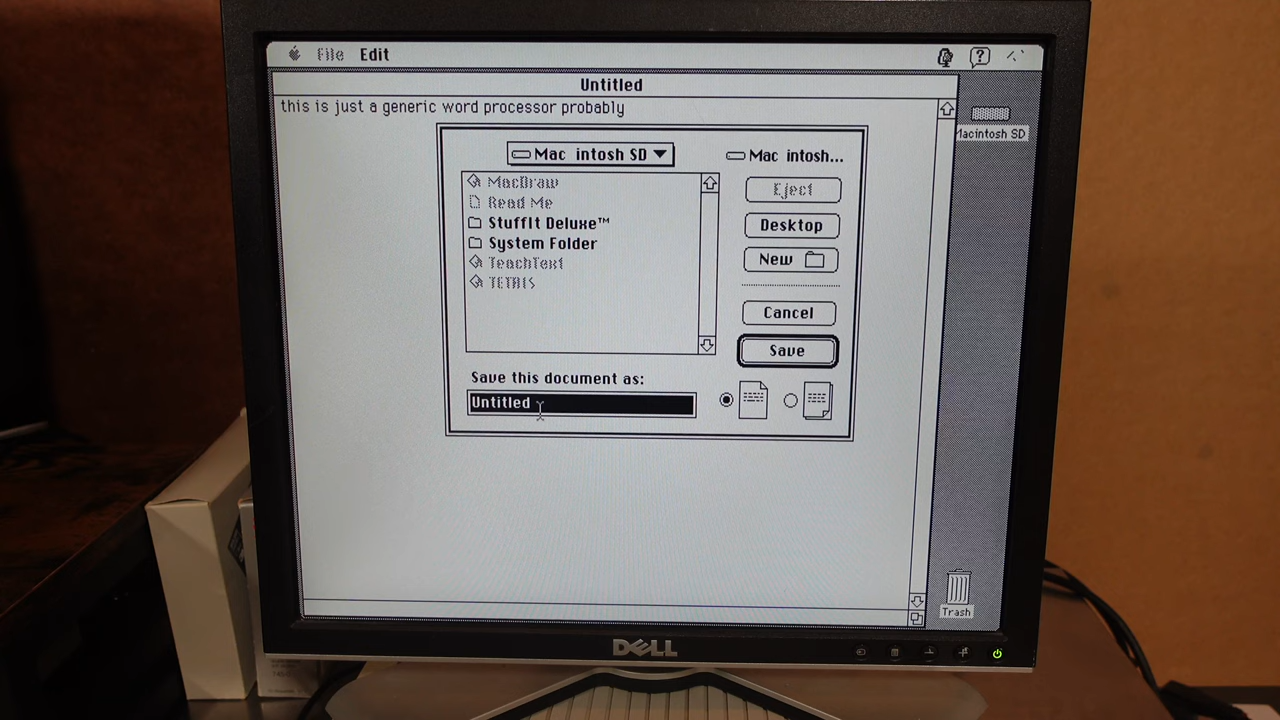 File Edit
Untitled
this is just a generic word processor probably
Macintosh SD
Mac intosh SD
Mac intosh...
MacDraw
Read Me
StuffIt Deluxe™
System Folder
TeachText
TETRIS
Eject
Desktop
New
Cancel
Save
Save this document as:
Untitled
Trash
DELL